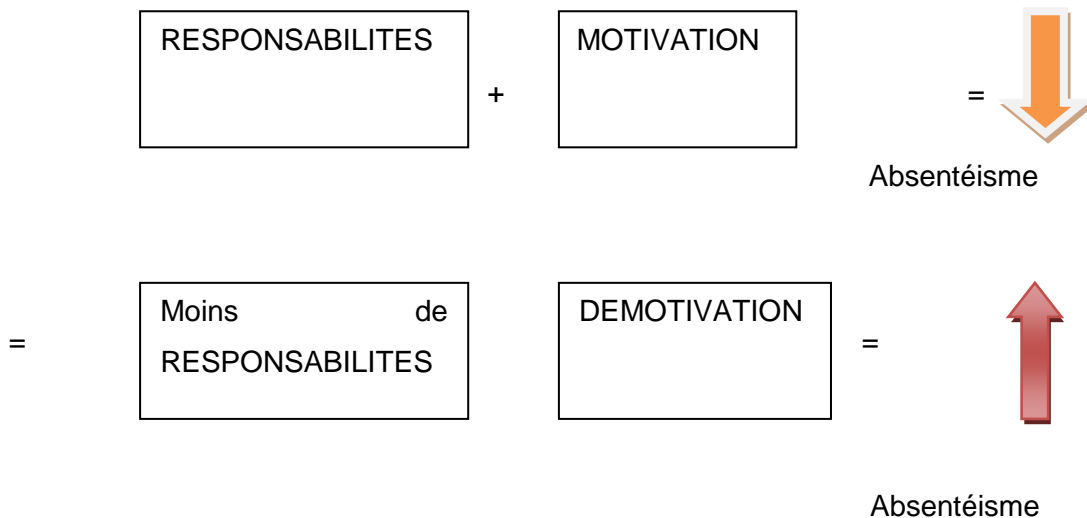 RESPONSABILITES
MOTIVATION
+
=
Absentéisme
=
Moins de
RESPONSABILITES
DEMOTIVATION
=
Absentéisme